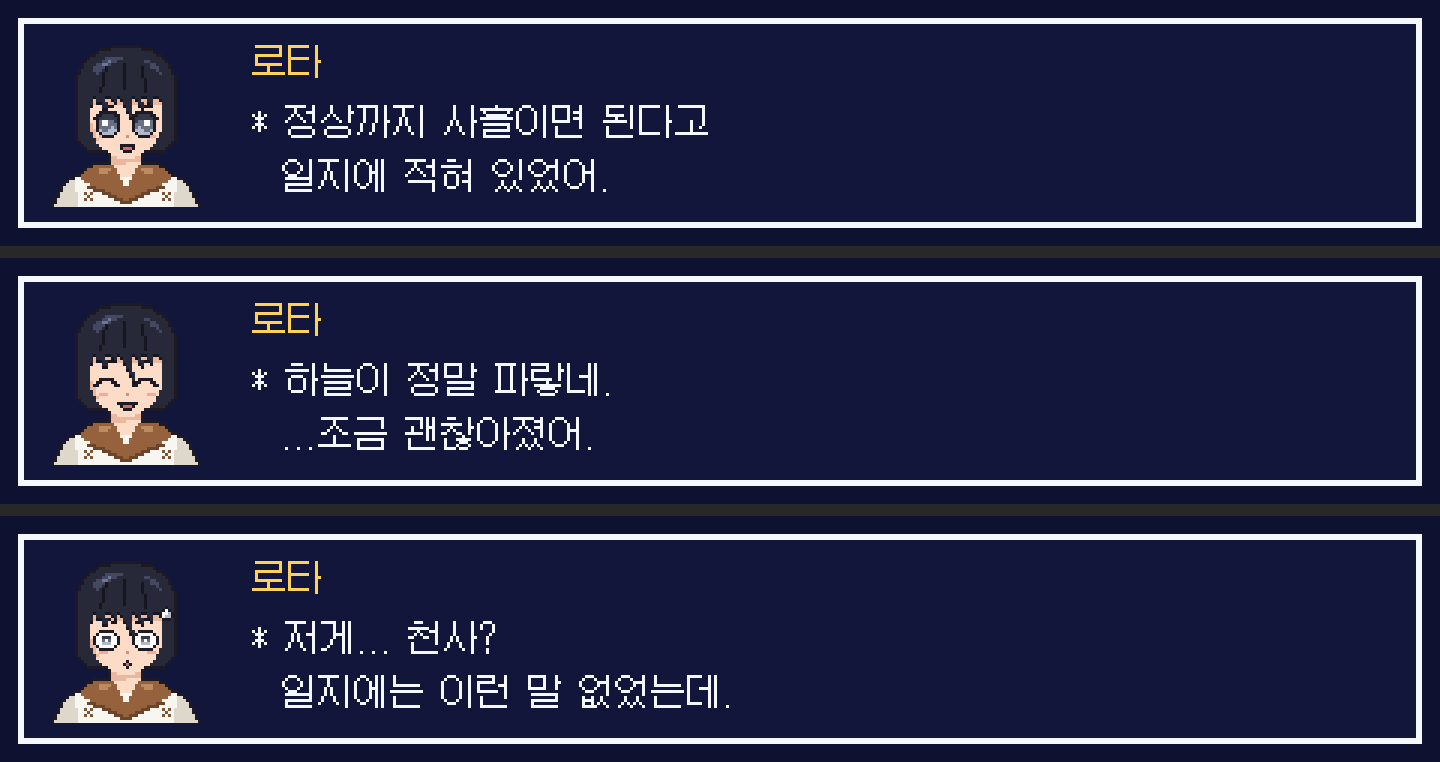 로타
* 정상까지 사흘이면 된다고
일지에 적혀 있었어.
로타
* 하늘이 정말 파랗네.
...조금 괜찮아졌어.
로타
* 저게... 천사?
일지에는 이런 말 없었는데.